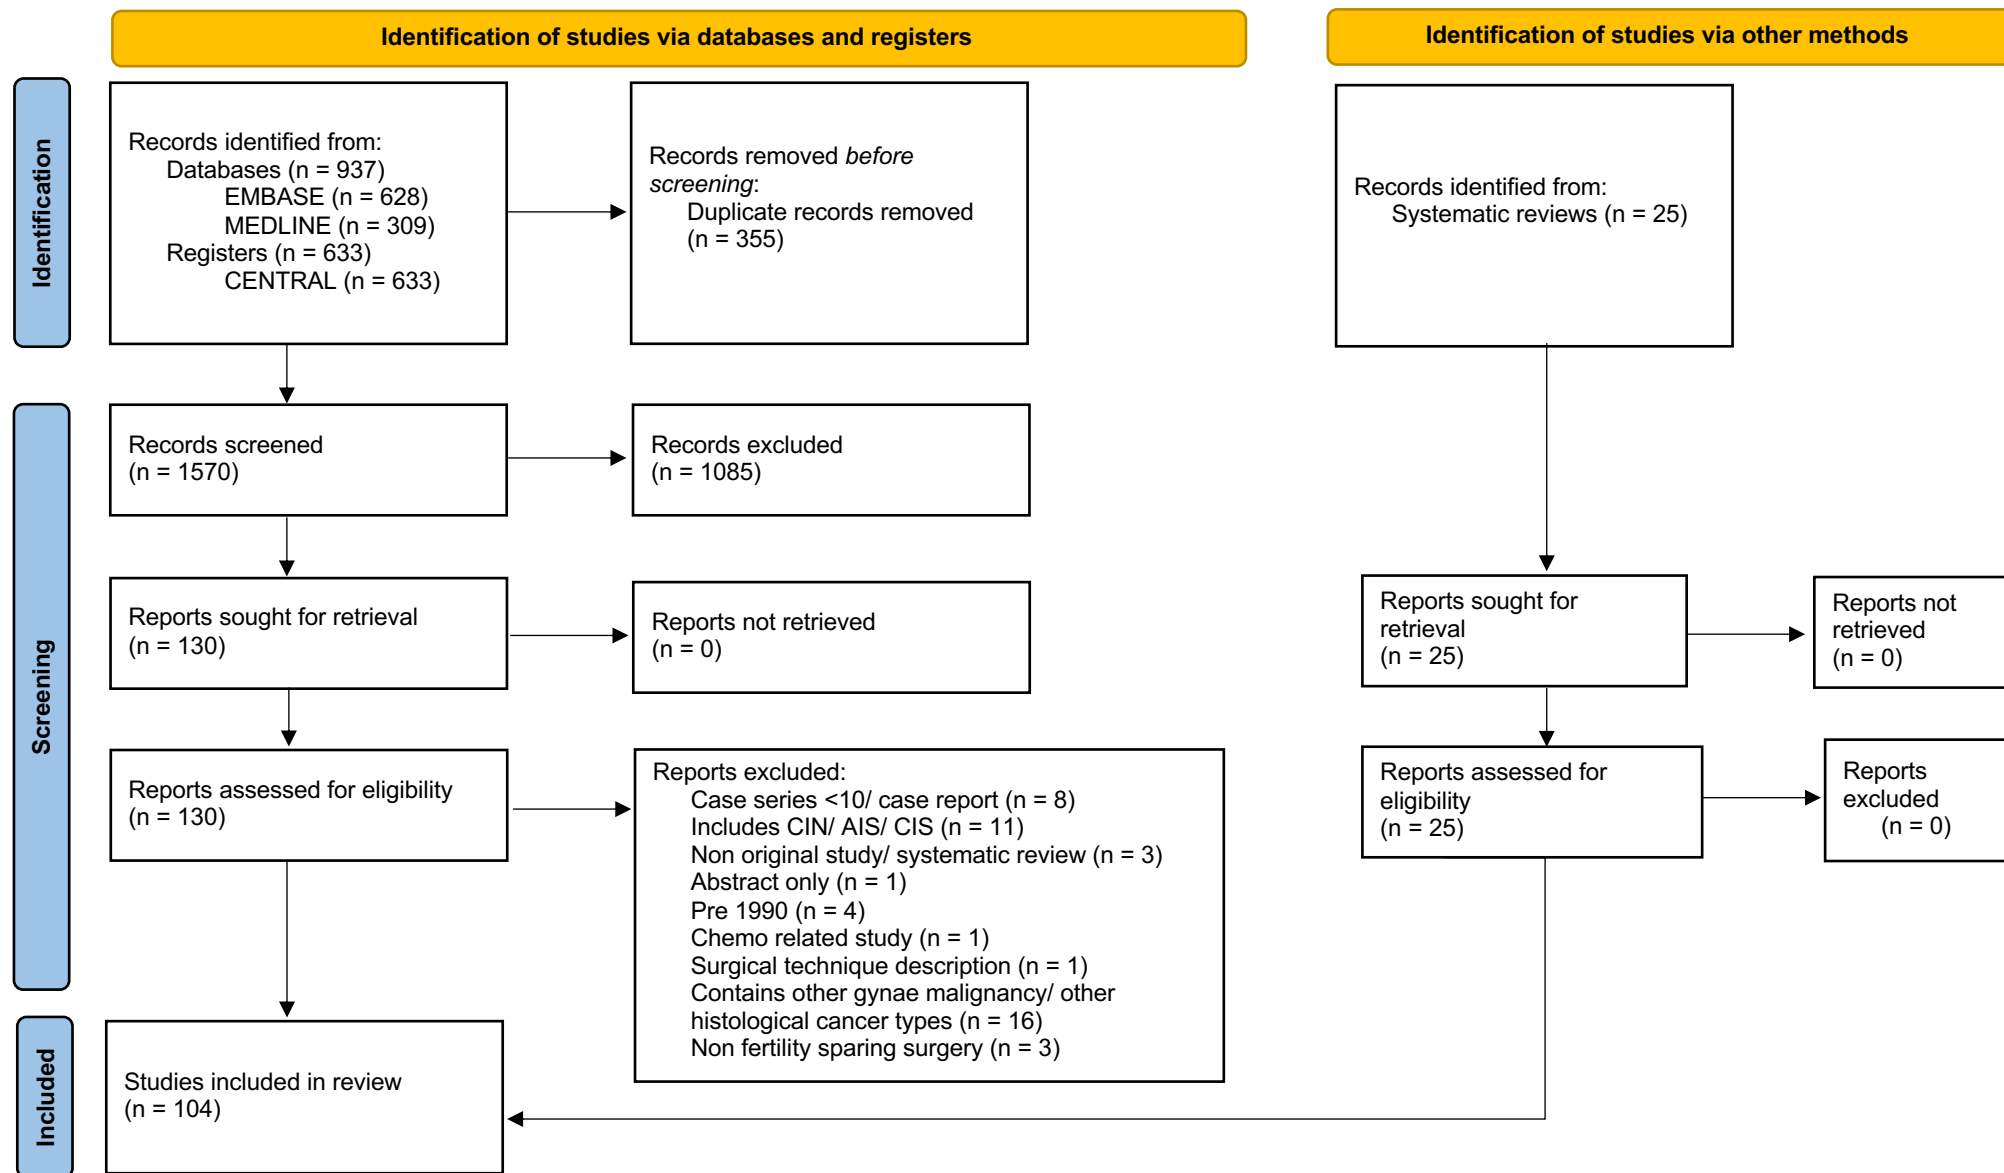 Identification of studies via databases and registers
Identification of studies via other methods
Identification
Records identified from:
Databases (n = 937)
EMBASE (n = 628)
MEDLINE (n = 309)
Registers (n = 633)
CENTRAL (n = 633)
Records removed before
screening:
Duplicate records removed
(n = 355)
Records identified from:
Systematic reviews (n = 25)
Screening
Records screened
(n = 1570)
Records excluded
(n = 1085)
Reports sought for retrieval
(n = 130)
Reports not retrieved
(n = 0)
Reports sought for
retrieval
(n = 25)
Reports not
retrieved
(n = 0)
Reports assessed for eligibility
(n = 130)
Reports excluded:
Case series <10/ case report (n = 8)
Includes CIN/ AIS/ CIS (n = 11)
Non original study/ systematic review (n = 3)
Abstract only (n = 1)
Pre 1990 (n = 4)
Chemo related study (n = 1)
Surgical technique description (n = 1)
Contains other gynae malignancy/ other
histological cancer types (n = 16)
Non fertility sparing surgery (n = 3)
Reports assessed for
eligibility
(n = 25)
Reports
excluded
(n = 0)
Included
Studies included in review
(n = 104)